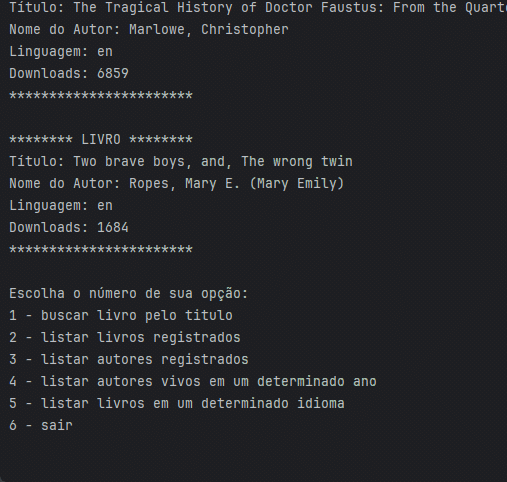 Título: The Tragical History of Doctor Faustus: From the Quarto
Nome do Autor: Marlowe, Christopher
Linguagem: en
Downloads: 6859
***********************
******** LIVRO ********
Título: Two brave boys, and, The wrong twin
Nome do Autor: Ropes, Mary E. (Mary Emily)
Linguagem: en
Downloads: 1684
***********************
Escolha o número de sua opção:
1 - buscar livro pelo titulo
2 - listar livros registrados
3 - listar autores registrados
4 - listar autores vivos em um determinado ano
5 - listar livros em um determinado idioma
6 - sair